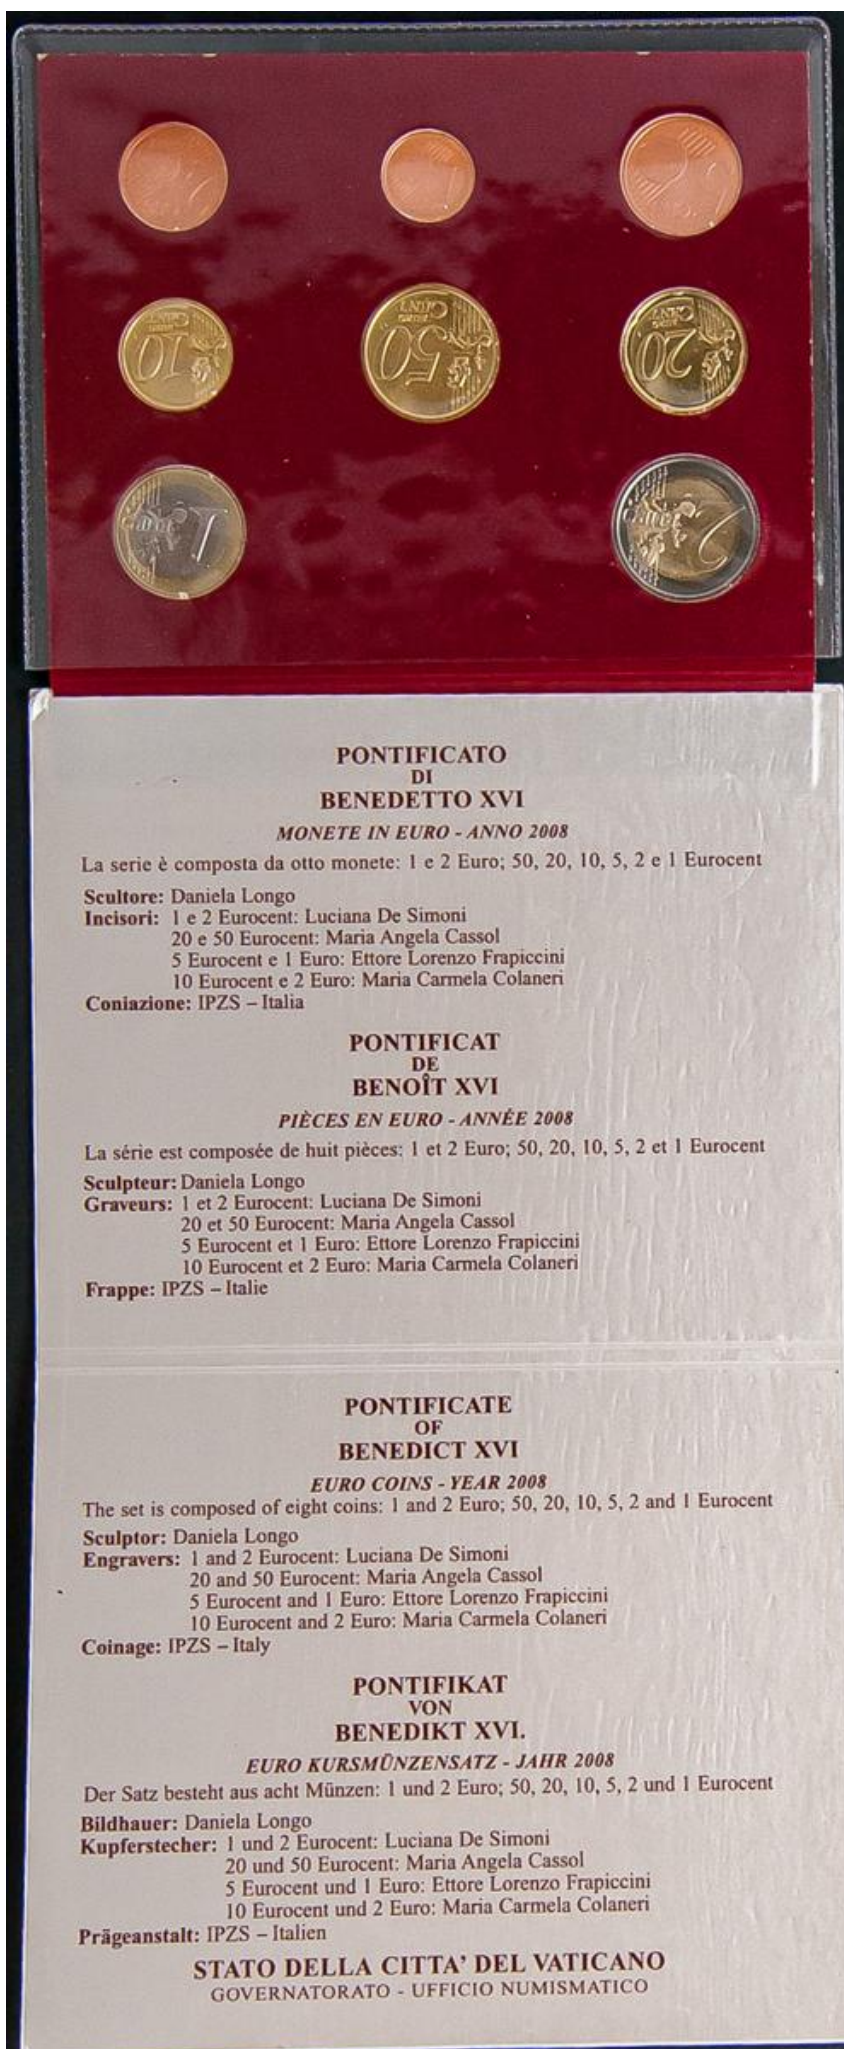 10
EURO
CENT
50
EURO
CENT
20
EURO
CENT
1
2
PONTIFICATO
DI
BENEDETTO XVI
MONETE IN EURO - ANNO 2008
La serie è composta da otto monete: 1 e 2 Euro; 50, 20, 10, 5, 2 e 1 Eurocent
Scultore: Daniela Longo
Incisori: 1 e 2 Eurocent: Luciana De Simoni
20 e 50 Eurocent: Maria Angela Cassol
5 Eurocent e 1 Euro: Ettore Lorenzo Frapiccini
10 Eurocent e 2 Euro: Maria Carmela Colaneri
Coniazione: IPZS – Italia
PONTIFICAT
DE
BENOÎT XVI
PIÈCES EN EURO - ANNÉE 2008
La série est composée de huit pièces: 1 et 2 Euro; 50, 20, 10, 5, 2 et 1 Eurocent
Sculpteur: Daniela Longo
Graveurs: 1 et 2 Eurocent: Luciana De Simoni
20 et 50 Eurocent: Maria Angela Cassol
5 Eurocent et 1 Euro: Ettore Lorenzo Frapiccini
10 Eurocent et 2 Euro: Maria Carmela Colaneri
Frappe: IPZS – Italie
PONTIFICATE
OF
BENEDICT XVI
EURO COINS - YEAR 2008
The set is composed of eight coins: 1 and 2 Euro; 50, 20, 10, 5, 2 and 1 Eurocent
Sculptor: Daniela Longo
Engravers: 1 and 2 Eurocent: Luciana De Simoni
20 and 50 Eurocent: Maria Angela Cassol
5 Eurocent and 1 Euro: Ettore Lorenzo Frapiccini
10 Eurocent and 2 Euro: Maria Carmela Colaneri
Coinage: IPZS – Italy
PONTIFIKAT
VON
BENEDIKT XVI.
EURO KURSMÜNZENSATZ - JAHR 2008
Der Satz besteht aus acht Münzen: 1 und 2 Euro; 50, 20, 10, 5, 2 und 1 Eurocent
Bildhauer: Daniela Longo
Kupferstecher: 1 und 2 Eurocent: Luciana De Simoni
20 und 50 Eurocent: Maria Angela Cassol
5 Eurocent und 1 Euro: Ettore Lorenzo Frapiccini
10 Eurocent und 2 Euro: Maria Carmela Colaneri
Prägeanstalt: IPZS – Italien
STATO DELLA CITTA' DEL VATICANO
GOVERNATORATO - UFFICIO NUMISMATICO